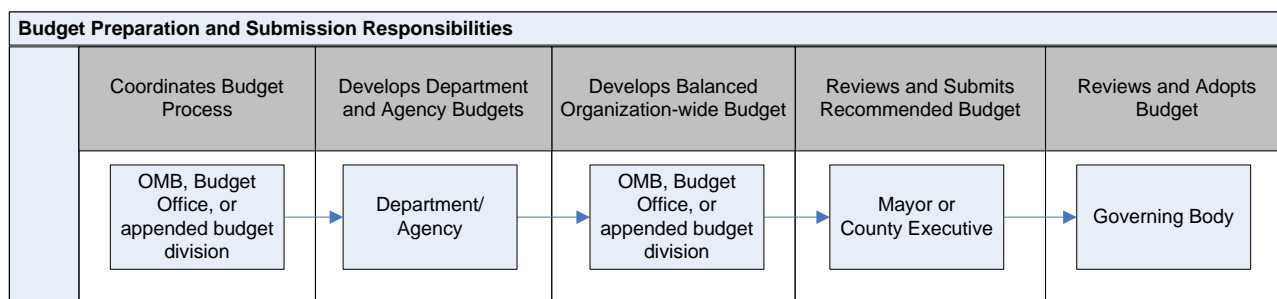 Budget Preparation and Submission Responsibilities
Coordinates Budget
Process
Develops Department
and Agency Budgets
Develops Balanced
Organization-wide Budget
Reviews and Submits
Recommended Budget
Reviews and Adopts
Budget
OMB, Budget
Office, or
appended budget
division
Department/
Agency
OMB, Budget
Office, or
appended budget
division
Mayor or
County Executive
Governing Body